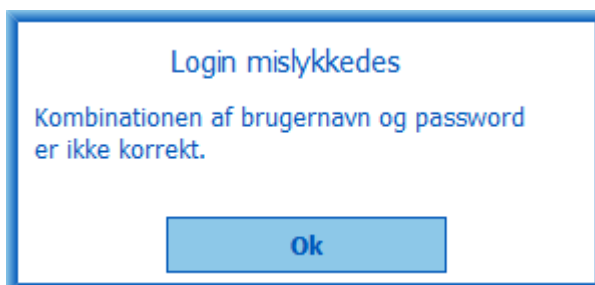 Login mislykkedes
Kombinationen af brugernavn og password
er ikke korrekt.
Ok